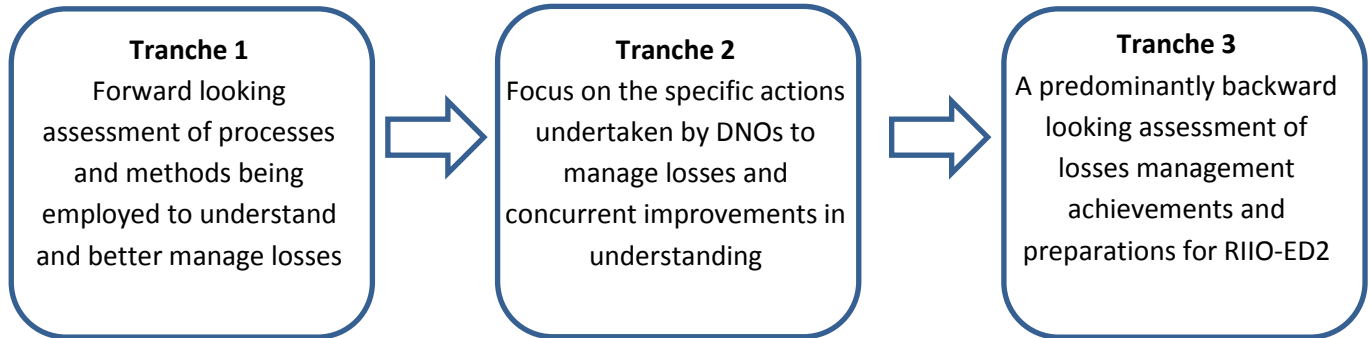 Tranche 1
Forward looking
assessment of processes
and methods being
employed to understand
and better manage losses
Tranche 2
Focus on the specific actions
undertaken by DNOs to
manage losses and
concurrent improvements in
understanding
Tranche 3
A predominantly backward
looking assessment of
losses management
achievements and
preparations for RIIO-ED2